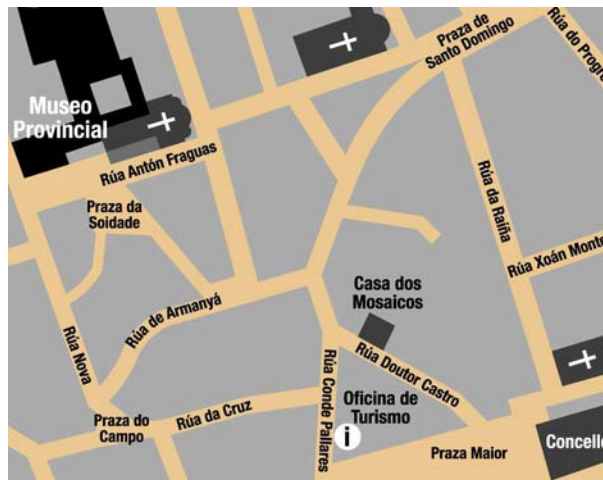 Praza de
Santo Domingo
Rúa do Progre
Museo
Provincial
Rúa Antón Fraguas
Praza da
Soidade
Rúa da Raíña
Rúa Xoán Monte
Casa dos
Mosaicos
Rúa de Armanyá
Rúa Nova
Rúa Doutor Castro
Rúa Conde Pallares
Oficina de
Turismo
i
Rúa da Cruz
Praza do
Campo
Praza Maior
Concello